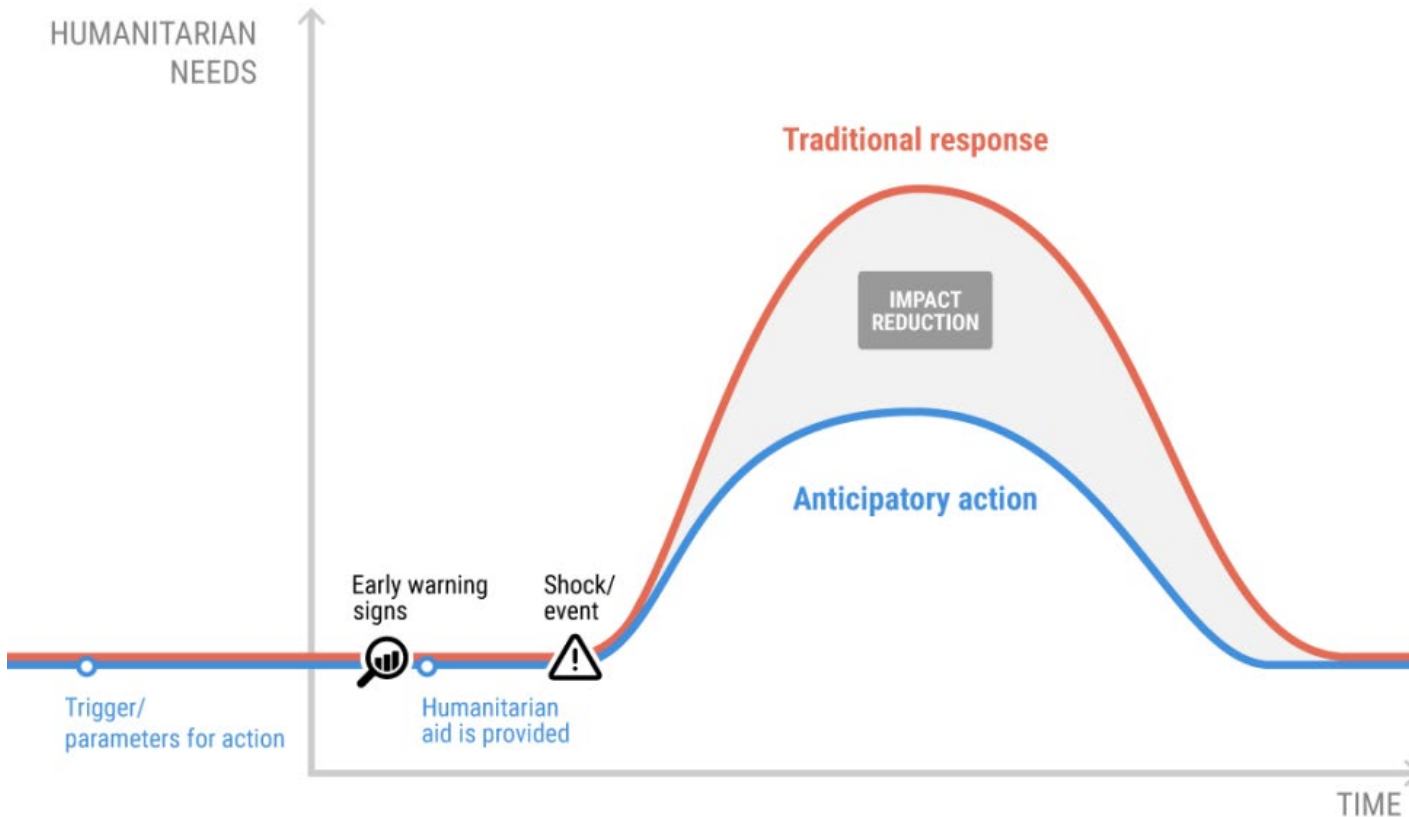 HUMANITARIAN
NEEDS
Traditional response
IMPACT
REDUCTION
Anticipatory action
Early warning
signs
Shock/
event
Trigger/
parameters for action
Humanitarian
aid is provided
TIME